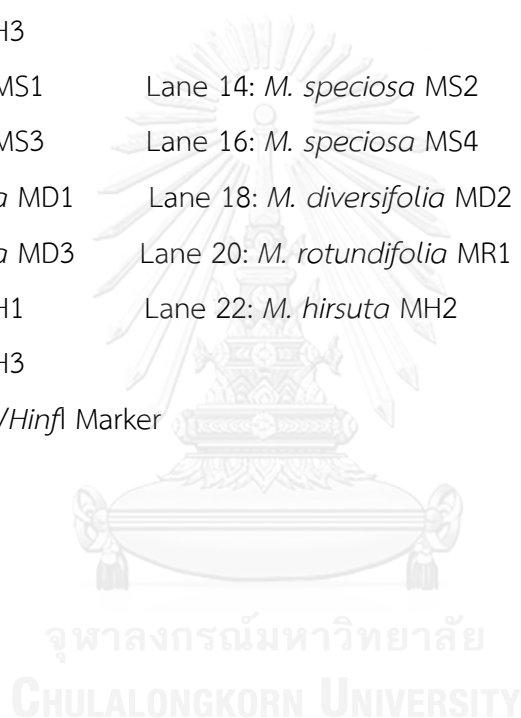 H3
MS1 Lane 14: M. speciosa MS2
MS3 Lane 16: M. speciosa MS4
a MD1 Lane 18: M. diversifolia MD2
a MD3 Lane 20: M. rotundifolia MR1
H1 Lane 22: M. hirsuta MH2
H3
/HinfI Marker
จุฬาลงกรณ์มหาวิทยาลัย
CHULALONGKORN UNIVERSITY